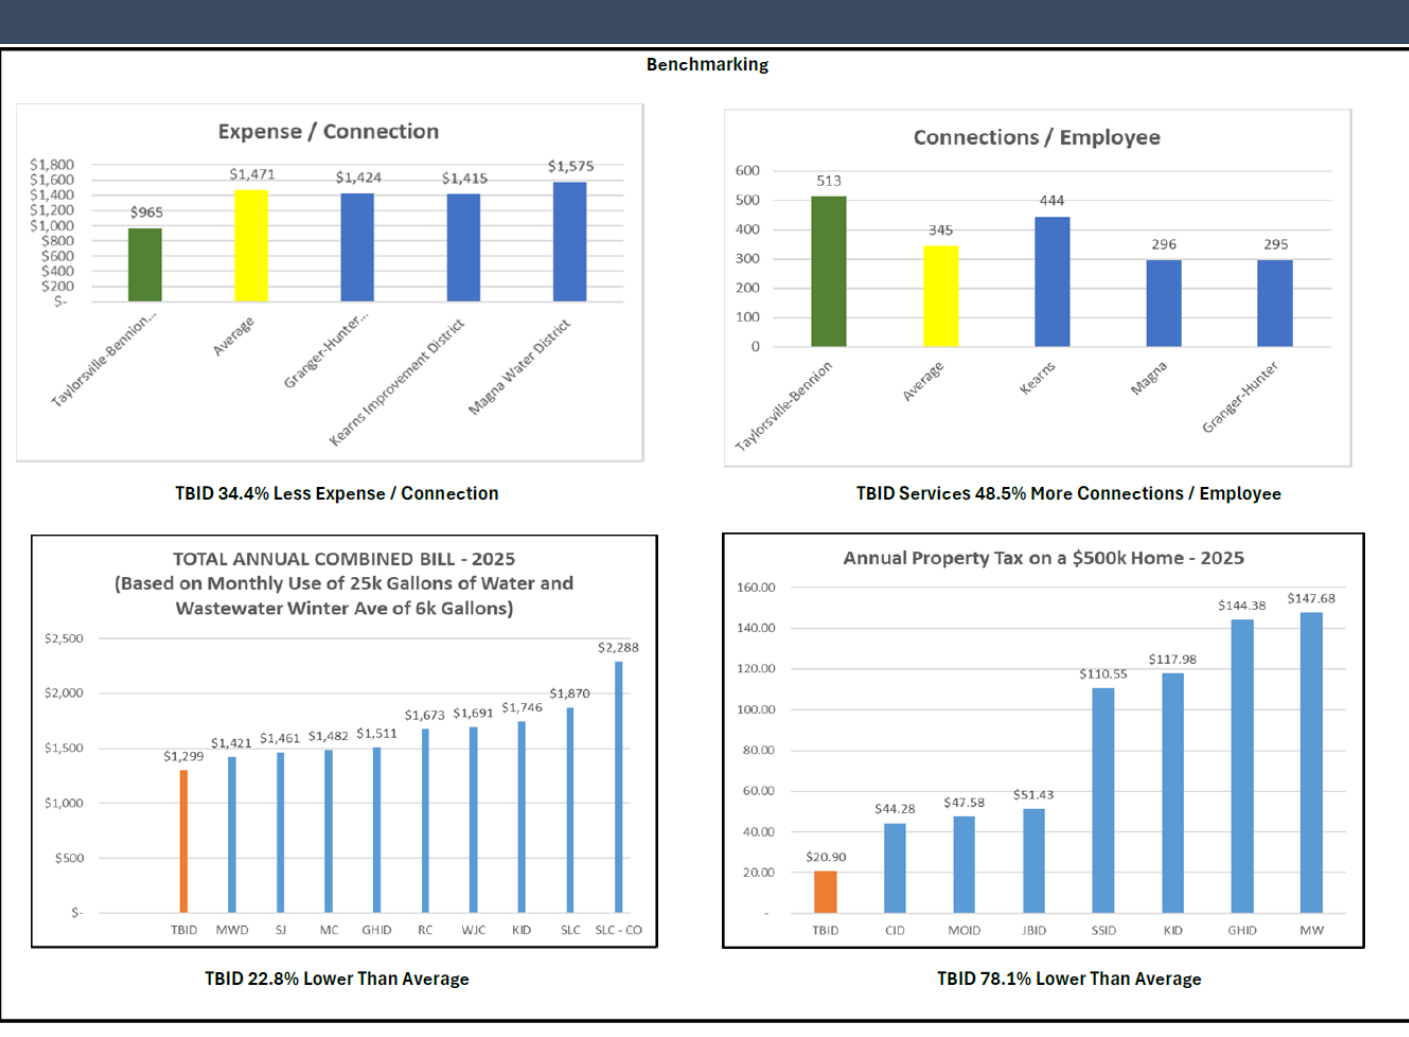 Benchmarking
Expense / Connection
$1,800
$1,600
$1,400
$1,200
$1,000
$800
$600
$400
$200
$-
$965
$1,471
$1,424
$1,415
$1,575
Taylorsville-Bennion...
Average
Granger-Hunter...
Kearns Improvement District
Magna Water District
TBID 34.4% Less Expense / Connection
Connections / Employee
600
500
400
300
200
100
0
513
345
444
296
295
Taylorsville-Bennion
Average
Kearns
Magna
Granger-Hunter
TBID Services 48.5% More Connections / Employee
TOTAL ANNUAL COMBINED BILL - 2025
(Based on Monthly Use of 25k Gallons of Water and
Wastewater Winter Ave of 6k Gallons)
$2,500
$2,000
$1,500
$1,000
$500
$-
$1,299
$1,421
$1,461
$1,482
$1,511
$1,673
$1,691
$1,746
$1,870
$2,288
TBID
MWD
SJ
MC
GHID
RC
WJC
KID
SLC
SLC - CO
TBID 22.8% Lower Than Average
Annual Property Tax on a $500k Home - 2025
160.00
140.00
120.00
100.00
80.00
60.00
40.00
20.00
-
$20.90
$44.28
$47.58
$51.43
$110.55
$117.98
$144.38
$147.68
TBID
CID
MOID
JBID
SSID
KID
GHID
MW
TBID 78.1% Lower Than Average